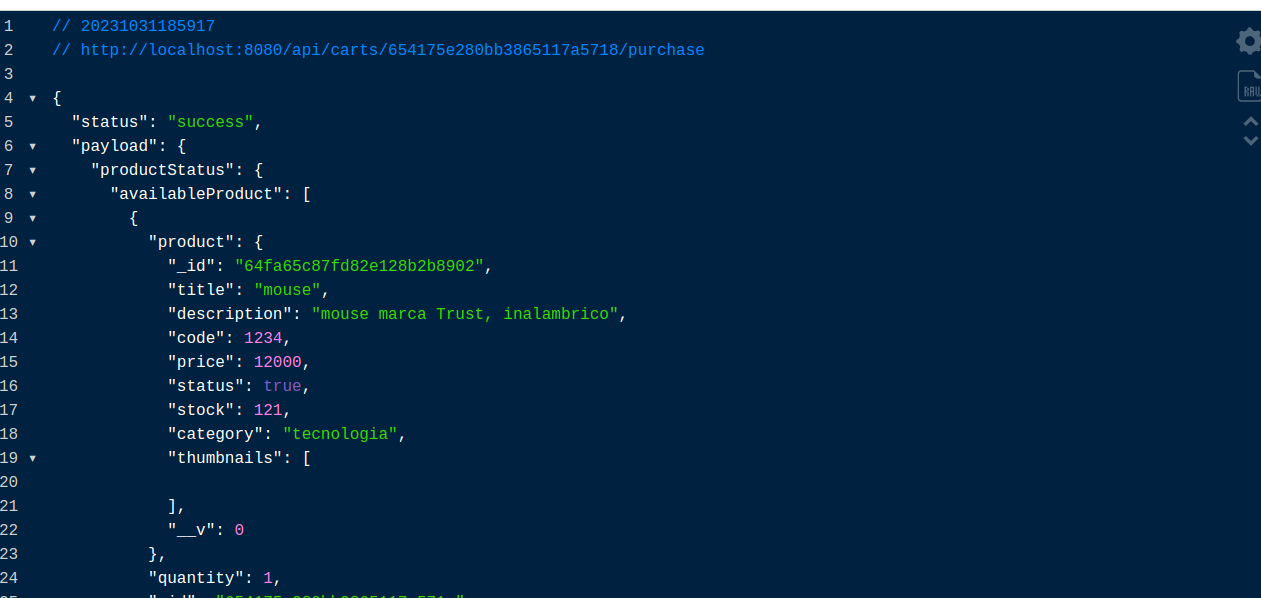 1 // 20231031185917
2 // http://localhost:8080/api/carts/654175e280bb3865117a5718/purchase
3
4 ▼ {
5 "status": "success",
6 ▼ "payload": {
7 ▼ "productStatus": {
8 ▼ "availableProduct": [
9 ▼ {
10 ▼ "product": {
11 "_id": "64fa65c87fd82e128b2b8902",
12 "title": "mouse",
13 "description": "mouse marca Trust, inalambrico",
14 "code": 1234,
15 "price": 12000,
16 "status": true,
17 "stock": 121,
18 "category": "tecnologia",
19 ▼ "thumbnails": [
20
21 ],
22 "__v": 0
23 },
24 "quantity": 1,
RAW